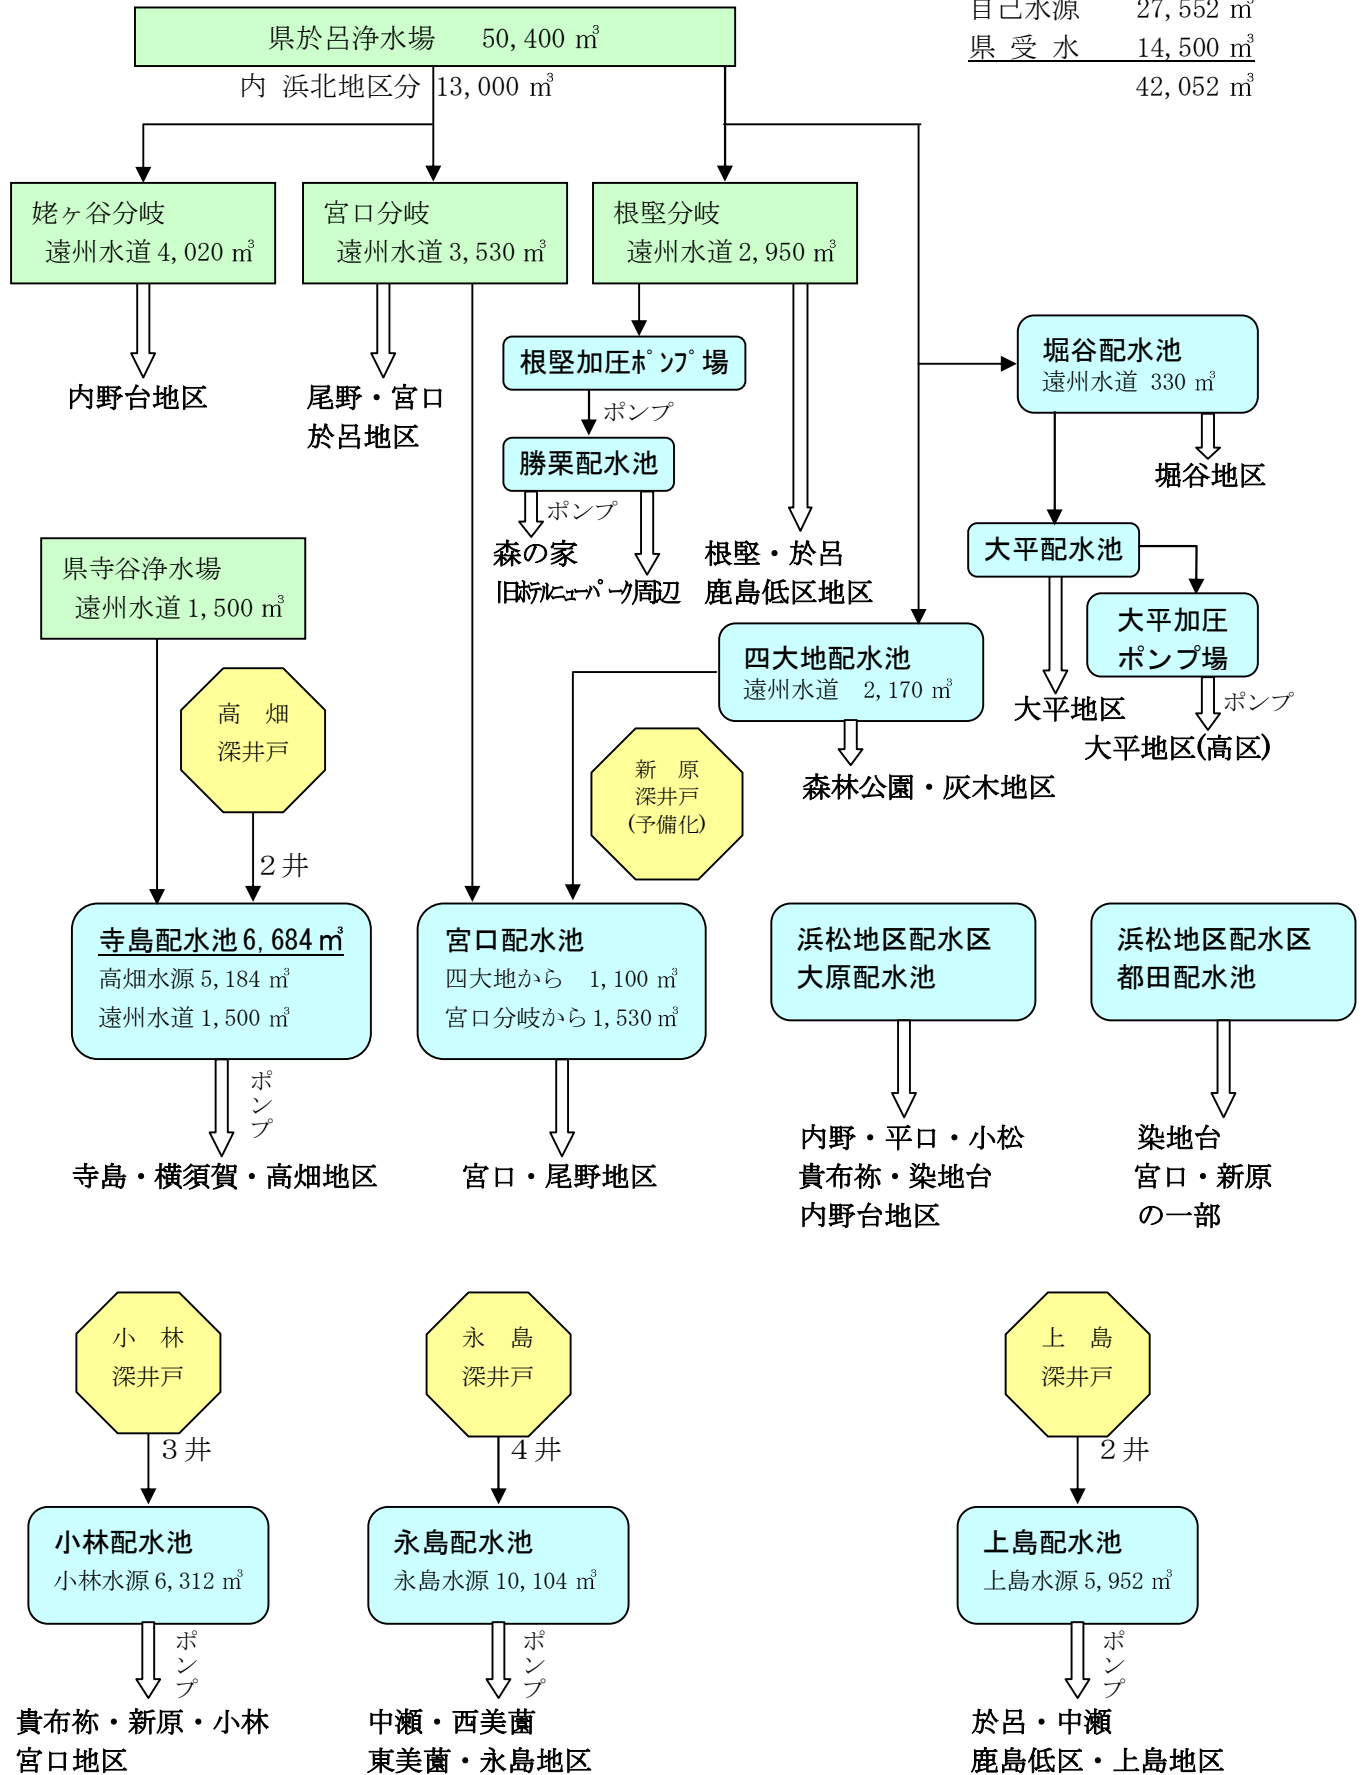 県於呂浄水場 50,400 ㎥
内 浜北地区分 13,000 ㎥
自己水源 27,552 ㎥
県 受 水 14,500 ㎥
42,052 ㎥
姥ヶ谷分岐
遠州水道 4,020 ㎥
宮口分岐
遠州水道 3,530 ㎥
根堅分岐
遠州水道 2,950 ㎥
内野台地区
尾野・宮口
於呂地区
根堅加圧ﾎﾟﾝﾌﾟ場
ポンプ
勝栗配水池
ポンプ
森の家
旧ﾎﾃﾙﾆｭｰﾊﾟｰｸ周辺
根堅・於呂
鹿島低区地区
堀谷配水池
遠州水道 330 ㎥
堀谷地区
大平配水池
大平加圧
ポンプ場
大平地区
ポンプ
大平地区(高区)
県寺谷浄水場
遠州水道 1,500 ㎥
四大地配水池
遠州水道 2,170 ㎥
森林公園・灰木地区
高 畑
深井戸
2井
新 原
深井戸
(予備化)
寺島配水池 6,684 ㎥
高畑水源 5,184 ㎥
遠州水道 1,500 ㎥
ポンプ
寺島・横須賀・高畑地区
宮口配水池
四大地から 1,100 ㎥
宮口分岐から 1,530 ㎥
宮口・尾野地区
浜松地区配水区
大原配水池
内野・平口・小松
貴布祢・染地台
内野台地区
浜松地区配水区
都田配水池
染地台
宮口・新原
の一部
小 林
深井戸
3井
小林配水池
小林水源 6,312 ㎥
ポンプ
貴布祢・新原・小林
宮口地区
永 島
深井戸
4井
永島配水池
永島水源 10,104 ㎥
ポンプ
中瀬・西美薗
東美薗・永島地区
上 島
深井戸
2井
上島配水池
上島水源 5,952 ㎥
ポンプ
於呂・中瀬
鹿島低区・上島地区